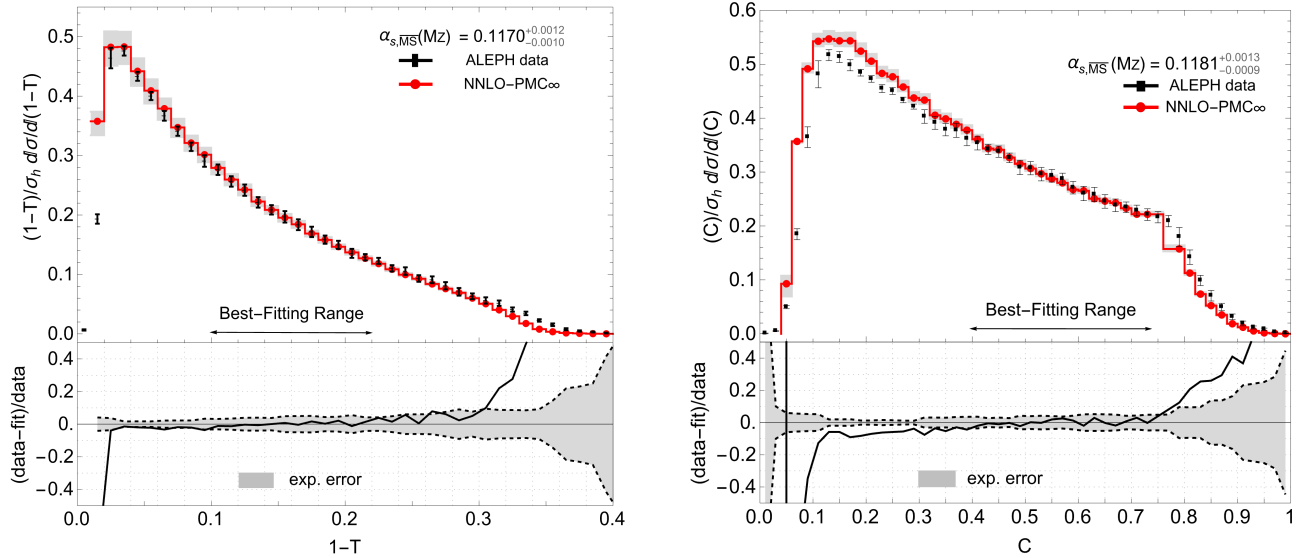 α_{s,MS̅}(Mz) = 0.1170^{+0.0012}_{−0.0010}
ALEPH data
NNLO−PMC∞
(1−T)/σ_h dσ/d(1−T)
0.5
0.4
0.3
0.2
0.1
0.0
Best−Fitting Range
(data−fit)/data
0.4
0.2
0.
−0.2
−0.4
exp. error
0.0 0.1 0.2 0.3 0.4
1−T
α_{s,MS̅}(Mz) = 0.1181^{+0.0013}_{−0.0009}
ALEPH data
NNLO−PMC∞
(C)/σ_h dσ/d(C)
0.6
0.5
0.4
0.3
0.2
0.1
0.0
Best−Fitting Range
(data−fit)/data
0.4
0.2
0.
−0.2
−0.4
exp. error
0.0 0.1 0.2 0.3 0.4 0.5 0.6 0.7 0.8 0.9 1
C